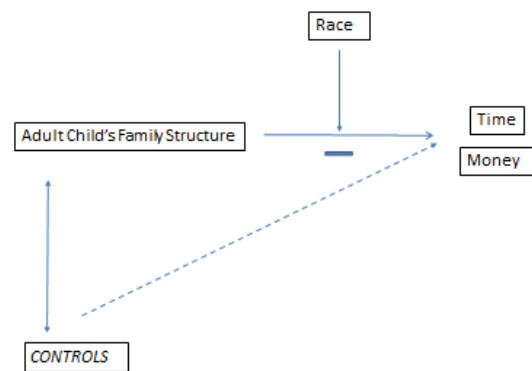 Race
Adult Child's Family Structure
Time
Money
CONTROLS